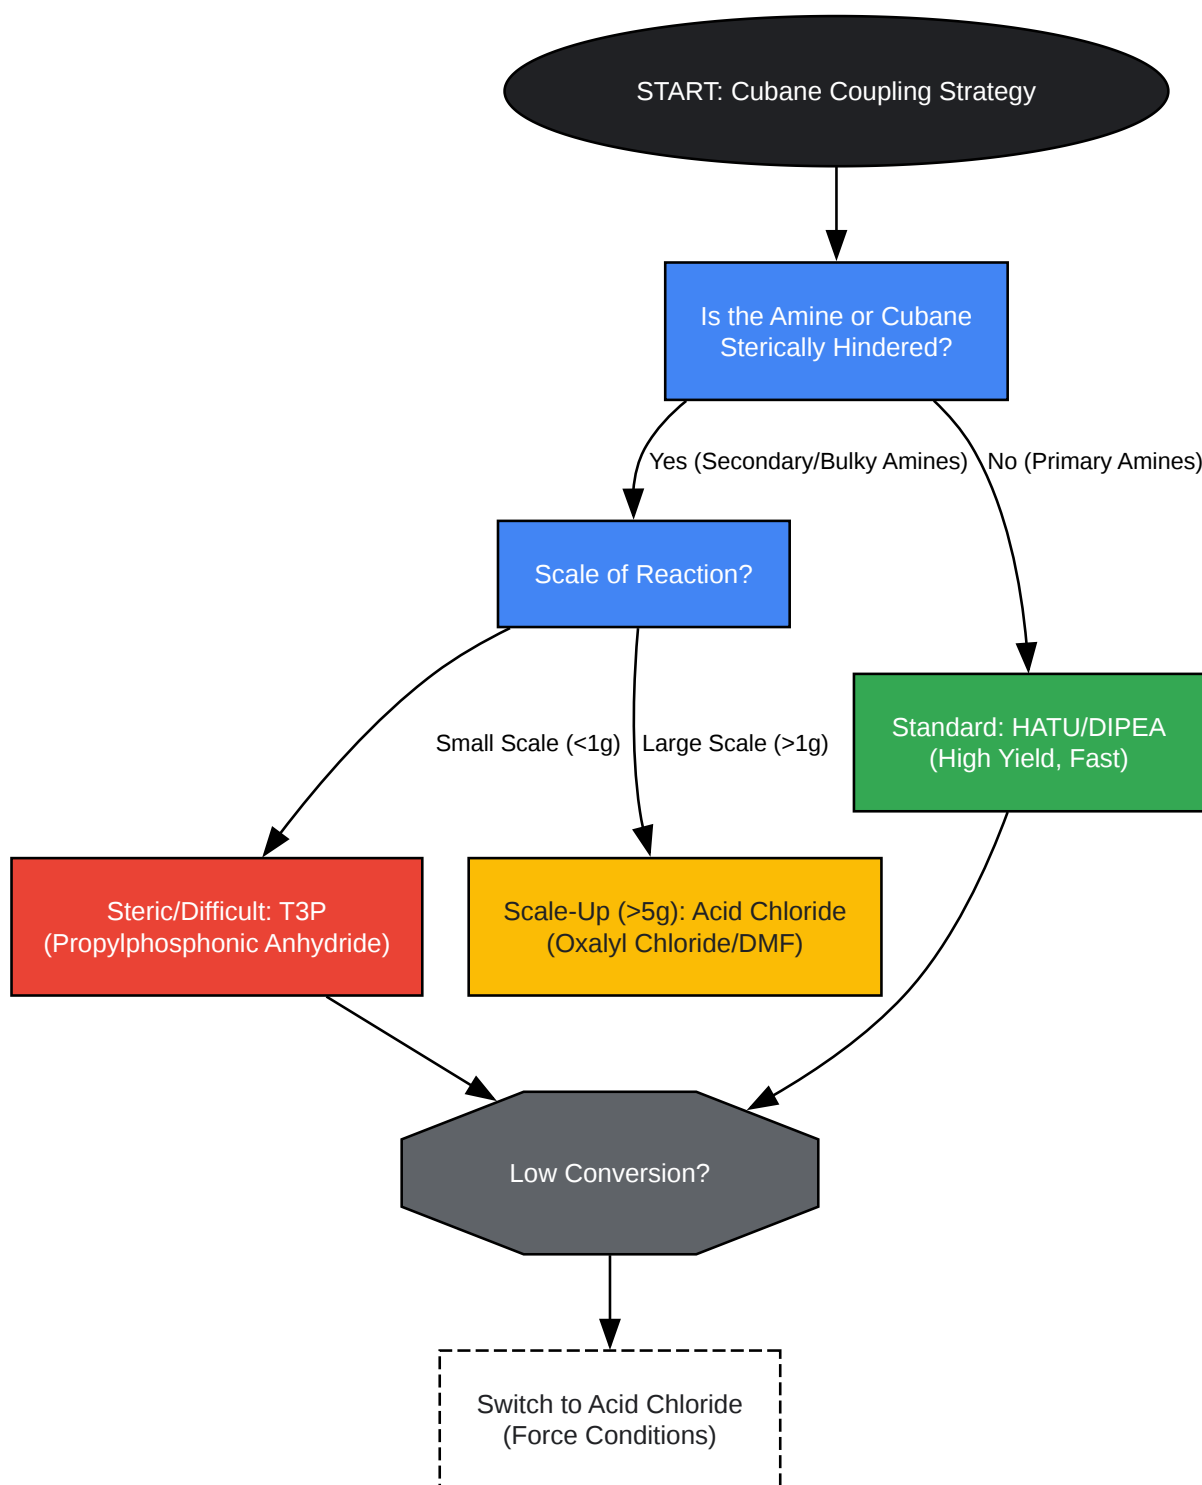 START: Cubane Coupling Strategy
Is the Amine or Cubane
Sterically Hindered?
Yes (Secondary/Bulky Amines)
No (Primary Amines)
Scale of Reaction?
Standard: HATU/DIPEA
(High Yield, Fast)
Small Scale (<1g)
Large Scale (>1g)
Steric/Difficult: T3P
(Propylphosphonic Anhydride)
Scale-Up (>5g): Acid Chloride
(Oxalyl Chloride/DMF)
Low Conversion?
Switch to Acid Chloride
(Force Conditions)